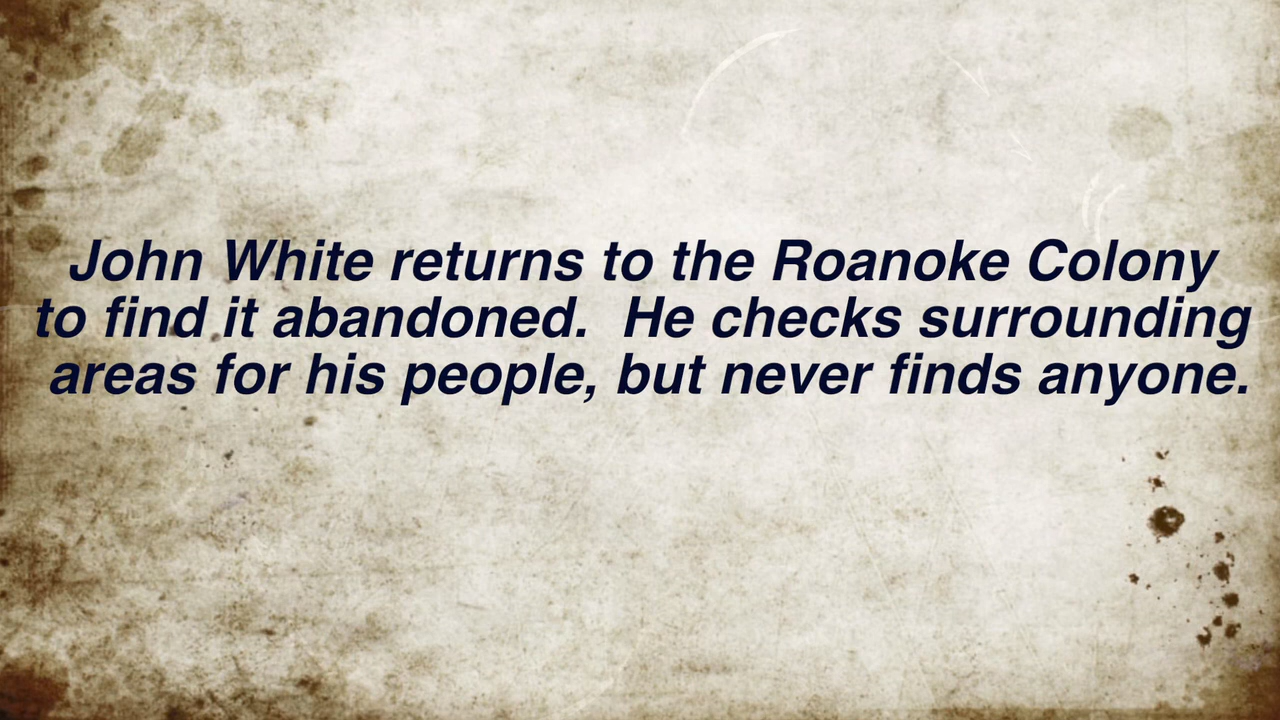 John White returns to the Roanoke Colony
to find it abandoned.  He checks surrounding
areas for his people, but never finds anyone.